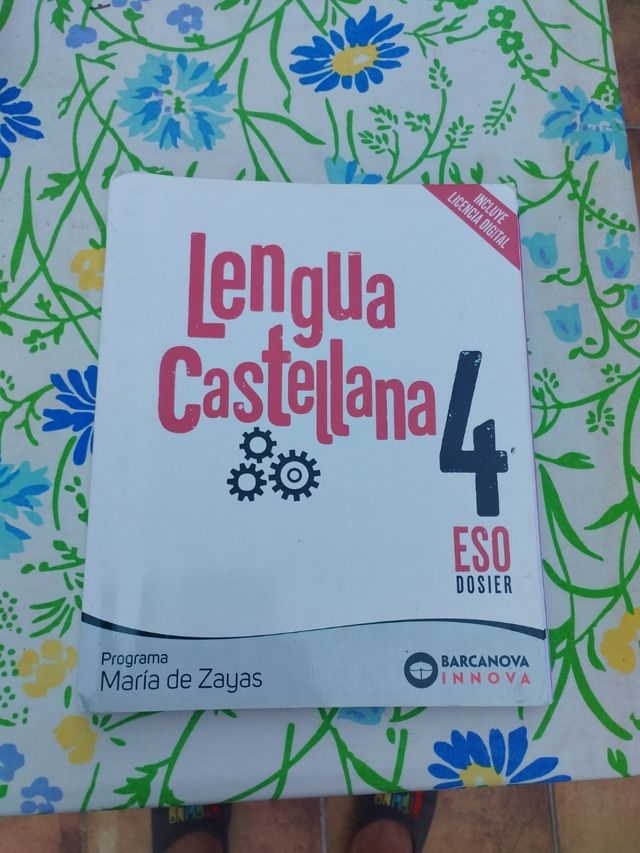 INCLUYE
LICENCIA DIGITAL
Lengua
Castellana
4
ESO
DOSIER
Programa
María de Zayas
BARCANOVA
INNOVA